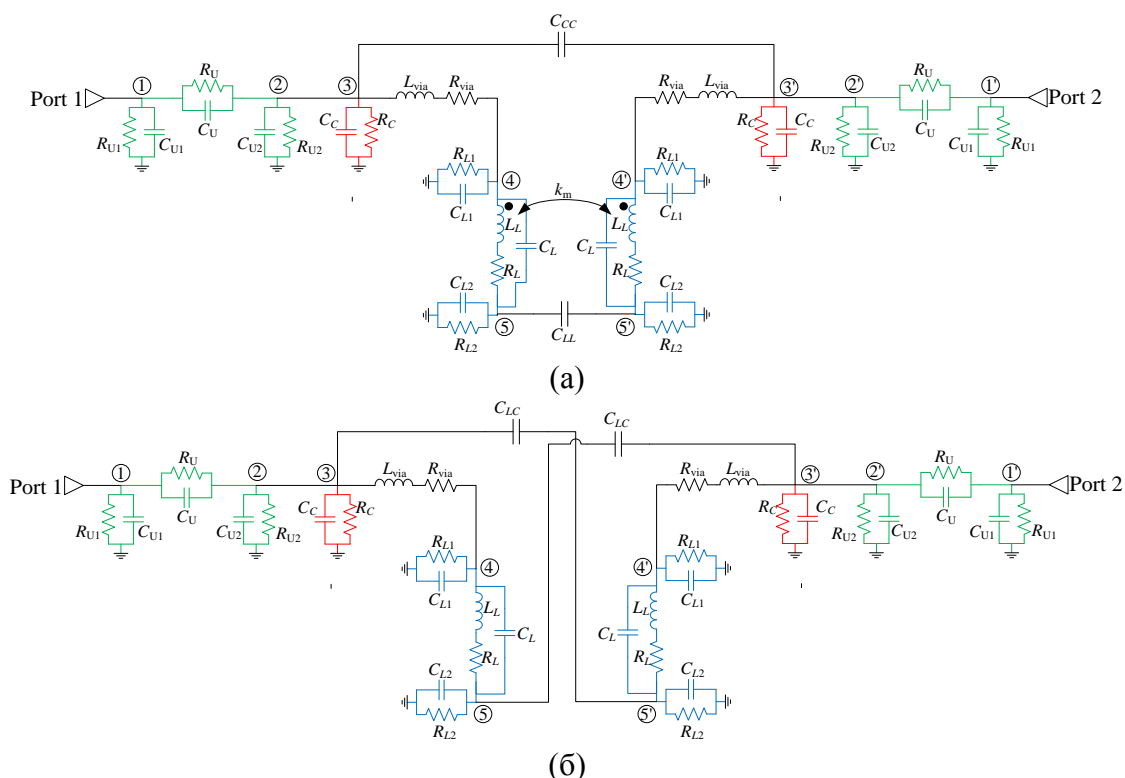 C_CC
Port 1 ① R_U ② ③ L_via R_via R_via L_via 3' 2' R_U 1' Port 2
R_U1 C_U1 C_U C_U2 R_U2 C_C R_C R_C C_C R_U2 C_U2 C_U C_U1 R_U1
R_L1 ④ 4' R_L1
C_L1 k_m C_L1
L_L C_L C_L L_L
R_L R_L
C_L2 C_L2
R_L2 ⑤ C_LL 5' R_L2
(а)
C_LC C_LC
Port 1 ① R_U ② ③ L_via R_via R_via L_via 3' 2' R_U 1' Port 2
R_U1 C_U1 C_U C_U2 R_U2 C_C R_C R_C C_C R_U2 C_U2 C_U C_U1 R_U1
R_L1 ④ 4' R_L1
C_L1 C_L1
L_L C_L C_L L_L
R_L R_L
C_L2 C_L2
R_L2 ⑤ 5' R_L2
(б)